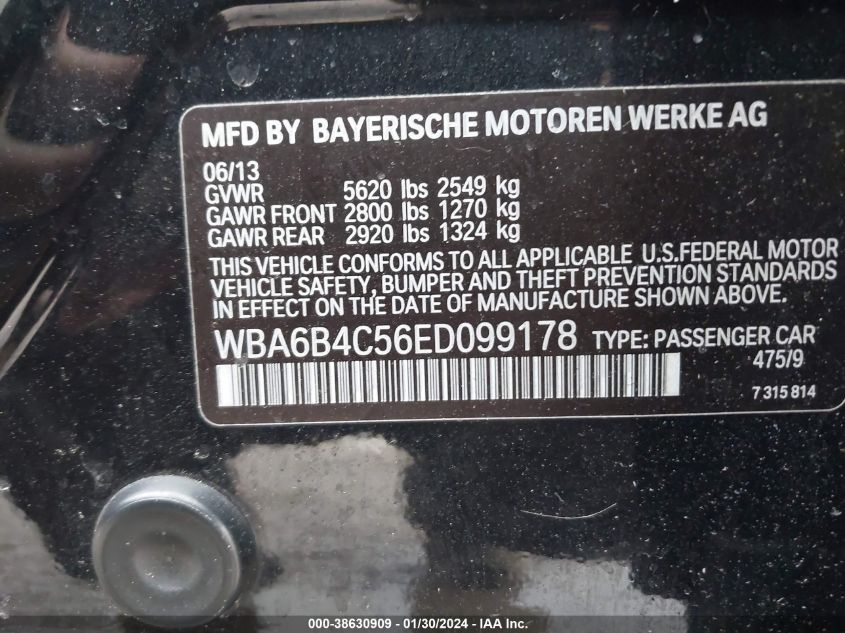 MFD BY BAYERISCHE MOTOREN WERKE AG
06/13
GVWR 5620 lbs 2549 kg
GAWR FRONT 2800 lbs 1270 kg
GAWR REAR 2920 lbs 1324 kg
THIS VEHICLE CONFORMS TO ALL APPLICABLE U.S.FEDERAL MOTOR
VEHICLE SAFETY, BUMPER AND THEFT PREVENTION STANDARDS
IN EFFECT ON THE DATE OF MANUFACTURE SHOWN ABOVE.
WBA6B4C56ED099178 TYPE: PASSENGER CAR
475/9
7 315 814
000-38630909 - 01/30/2024 - IAA Inc.